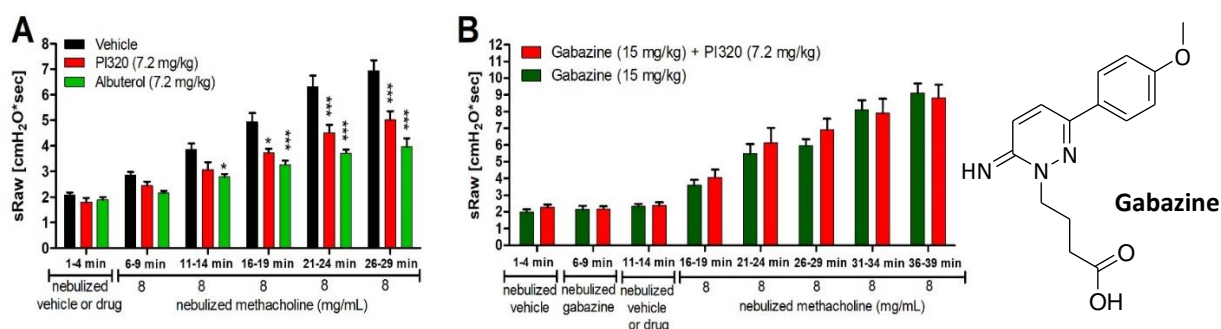 A
Vehicle
PI320 (7.2 mg/kg)
Albuterol (7.2 mg/kg)
sRaw [cmH2O*sec]
8
7
6
5
4
3
2
1
0
* * *** *** *** *** ***
1-4 min 6-9 min 11-14 min 16-19 min 21-24 min 26-29 min
8 8 8 8 8
nebulized vehicle or drug
nebulized methacholine (mg/mL)
B
Gabazine (15 mg/kg) + PI320 (7.2 mg/kg)
Gabazine (15 mg/kg)
sRaw [cmH2O*sec]
12
11
10
9
8
7
6
5
4
3
2
1
0
1-4 min 6-9 min 11-14 min 16-19 min 21-24 min 26-29 min 31-34 min 36-39 min
8 8 8 8 8
nebulized vehicle
nebulized gabazine
nebulized vehicle or drug
nebulized methacholine (mg/mL)
O
N
HN
N
Gabazine
O
OH